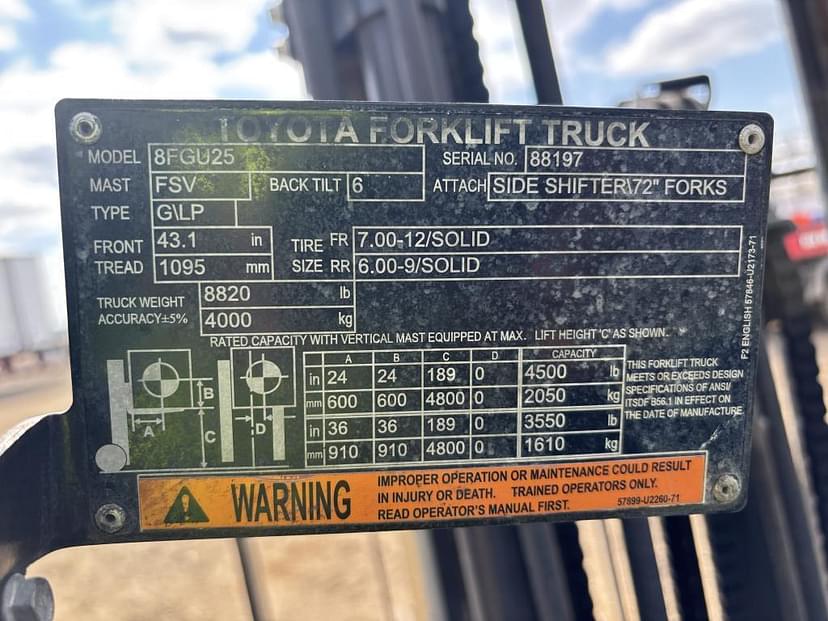 TOYOTA FORKLIFT TRUCK
MODEL 8FGU25 SERIAL NO. 88197
MAST FSV BACK TILT 6 ATTACH SIDE SHIFTER\72" FORKS
TYPE G\LP
FRONT TREAD 43.1 in TIRE SIZE FR 7.00-12/SOLID
1095 mm RR 6.00-9/SOLID
TRUCK WEIGHT 8820 lb
ACCURACY±5% 4000 kg
RATED CAPACITY WITH VERTICAL MAST EQUIPPED AT MAX. LIFT HEIGHT 'C' AS SHOWN.
A B C D CAPACITY
in 24 24 189 0 4500 lb
mm 600 600 4800 0 2050 kg
in 36 36 189 0 3550 lb
mm 910 910 4800 0 1610 kg
A B C D
THIS FORKLIFT TRUCK
MEETS OR EXCEEDS DESIGN
SPECIFICATIONS OF ANSI/
ITSDF B56.1 IN EFFECT ON
THE DATE OF MANUFACTURE.
F2 ENGLISH 57846-U2173-71
WARNING
IMPROPER OPERATION OR MAINTENANCE COULD RESULT
IN INJURY OR DEATH. TRAINED OPERATORS ONLY.
READ OPERATOR'S MANUAL FIRST.
57899-U2260-71